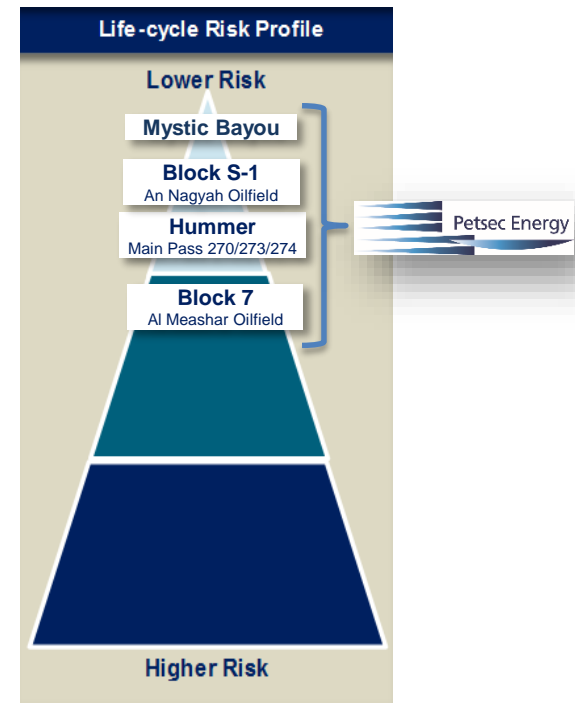 Life-cycle Risk Profile
Lower Risk
Mystic Bayou
Block S-1
An Nagyah Oilfield
Hummer
Main Pass 270/273/274
Petsec Energy
Block 7
Al Meashar Oilfield
Higher Risk